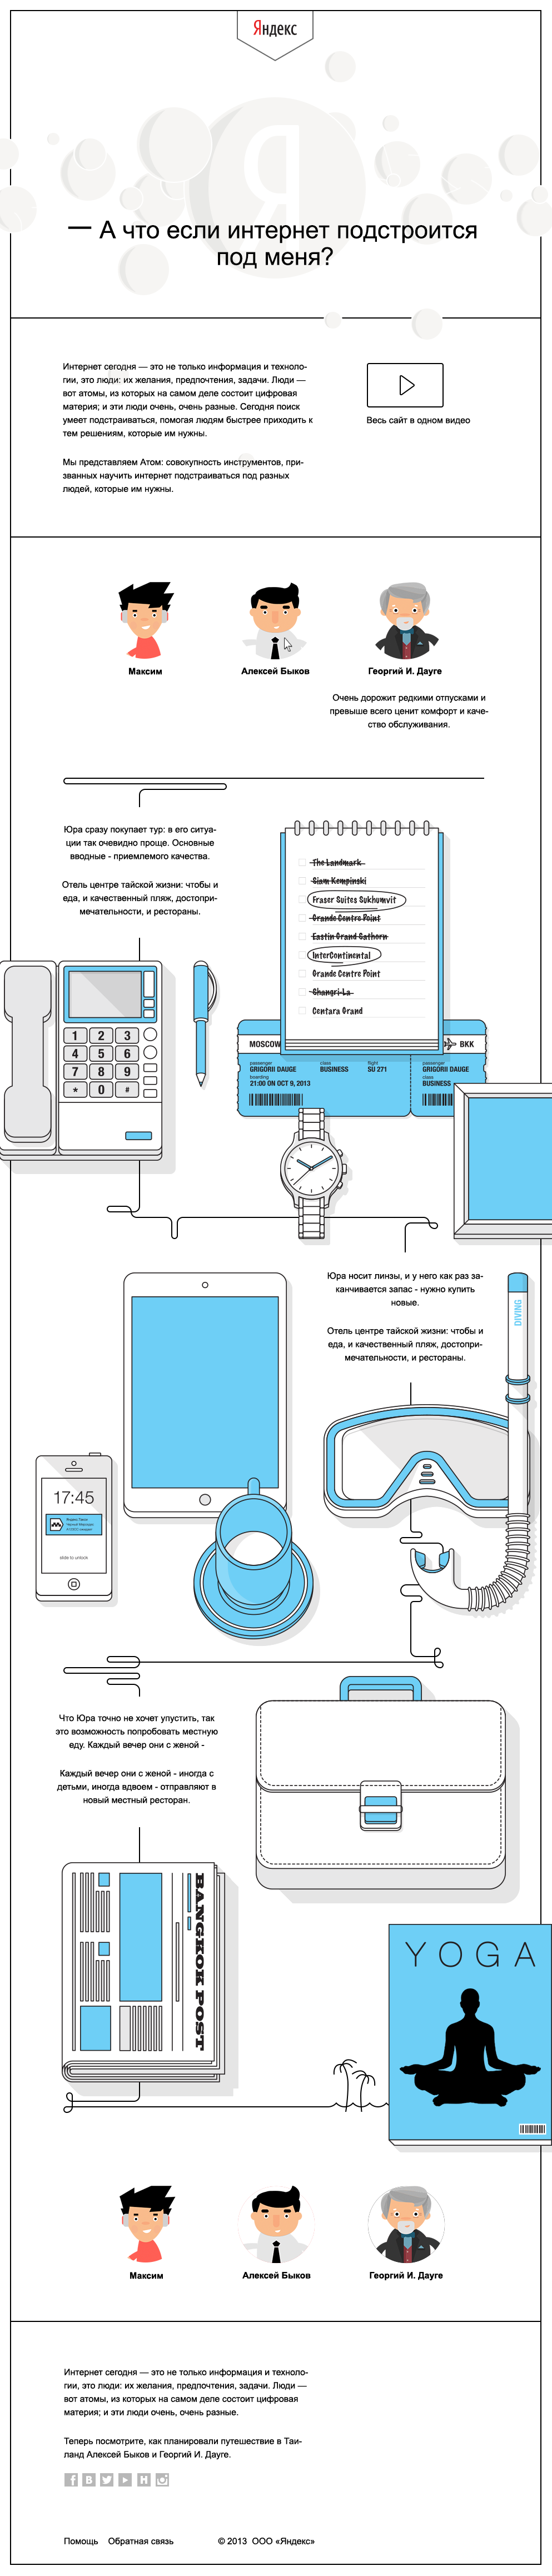 Яндекс
Я
— А что если интернет подстроится
под меня?
Интернет сегодня — это не только информация и техноло-
гии, это люди: их желания, предпочтения, задачи. Люди —
вот атомы, из которых на самом деле состоит цифровая
материя; и эти люди очень, очень разные. Сегодня поиск
умеет подстраиваться, помогая людям быстрее приходить к
тем решениям, которые им нужны.
Мы представляем Атом: совокупность инструментов, при-
званных научить интернет подстраиваться под разных
людей, которые им нужны.
Весь сайт в одном видео
Максим
Алексей Быков
Георгий И. Дауге
Очень дорожит редкими отпусками и
превыше всего ценит комфорт и каче-
ство обслуживания.
Юра сразу покупает тур: в его ситуа-
ции так очевидно проще. Основные
вводные - приемлемого качества.
Отель центре тайской жизни: чтобы и
еда, и качественный пляж, достопри-
мечательности, и рестораны.
The Landmark
Siam Kempinski
Fraser Suites Sukhumvit
Grande Centre Point
Eastin Grand Sathorn
InterContinental
Grande Centre Point
Shangri-La
Centara Grand
1 2 3
4 5 6
7 8 9
* 0 #
MOSCOW
BKK
passenger
GRIGORII DAUGE
class
BUSINESS
flight
SU 271
boarding
21:00 ON OCT 9, 2013
passenger
GRIGORII DAUGE
class
BUSINESS
Юра носит линзы, и у него как раз за-
канчивается запас - нужно купить
новые.
Отель центре тайской жизни: чтобы и
еда, и качественный пляж, достопри-
мечательности, и рестораны.
DIVING
17:45
Яндекс.Такси
slide to unlock
Что Юра точно не хочет упустить, так
это возможность попробовать местную
еду. Каждый вечер они с женой -
Каждый вечер они с женой - иногда с
детьми, иногда вдвоем - отправляют в
новый местный ресторан.
BANGKOK POST
YOGA
Максим
Алексей Быков
Георгий И. Дауге
Интернет сегодня — это не только информация и техноло-
гии, это люди: их желания, предпочтения, задачи. Люди —
вот атомы, из которых на самом деле состоит цифровая
материя; и эти люди очень, очень разные.
Теперь посмотрите, как планировали путешествие в Таи-
ланд Алексей Быков и Георгий И. Дауге.
Помощь Обратная связь © 2013 ООО «Яндекс»